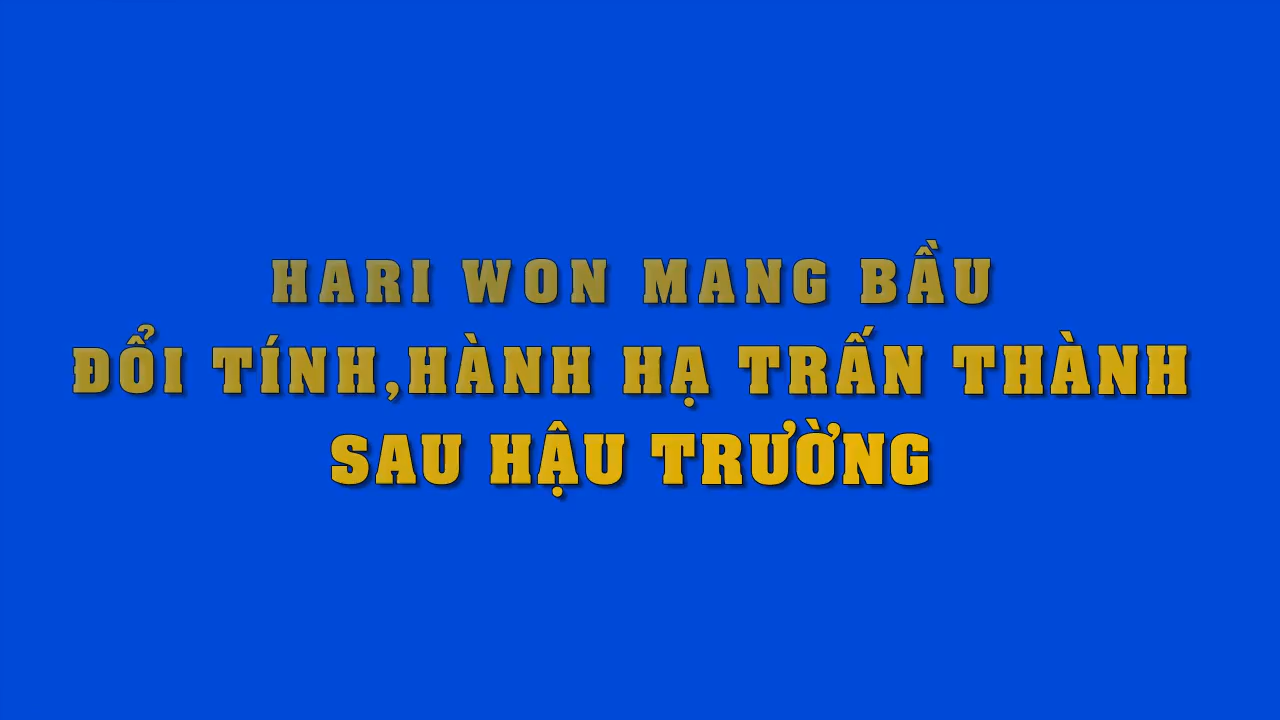 HARI WON MANG BẦU
ĐỔI TÍNH,HÀNH HẠ TRẤN THÀNH
SAU HẬU TRƯỜNG